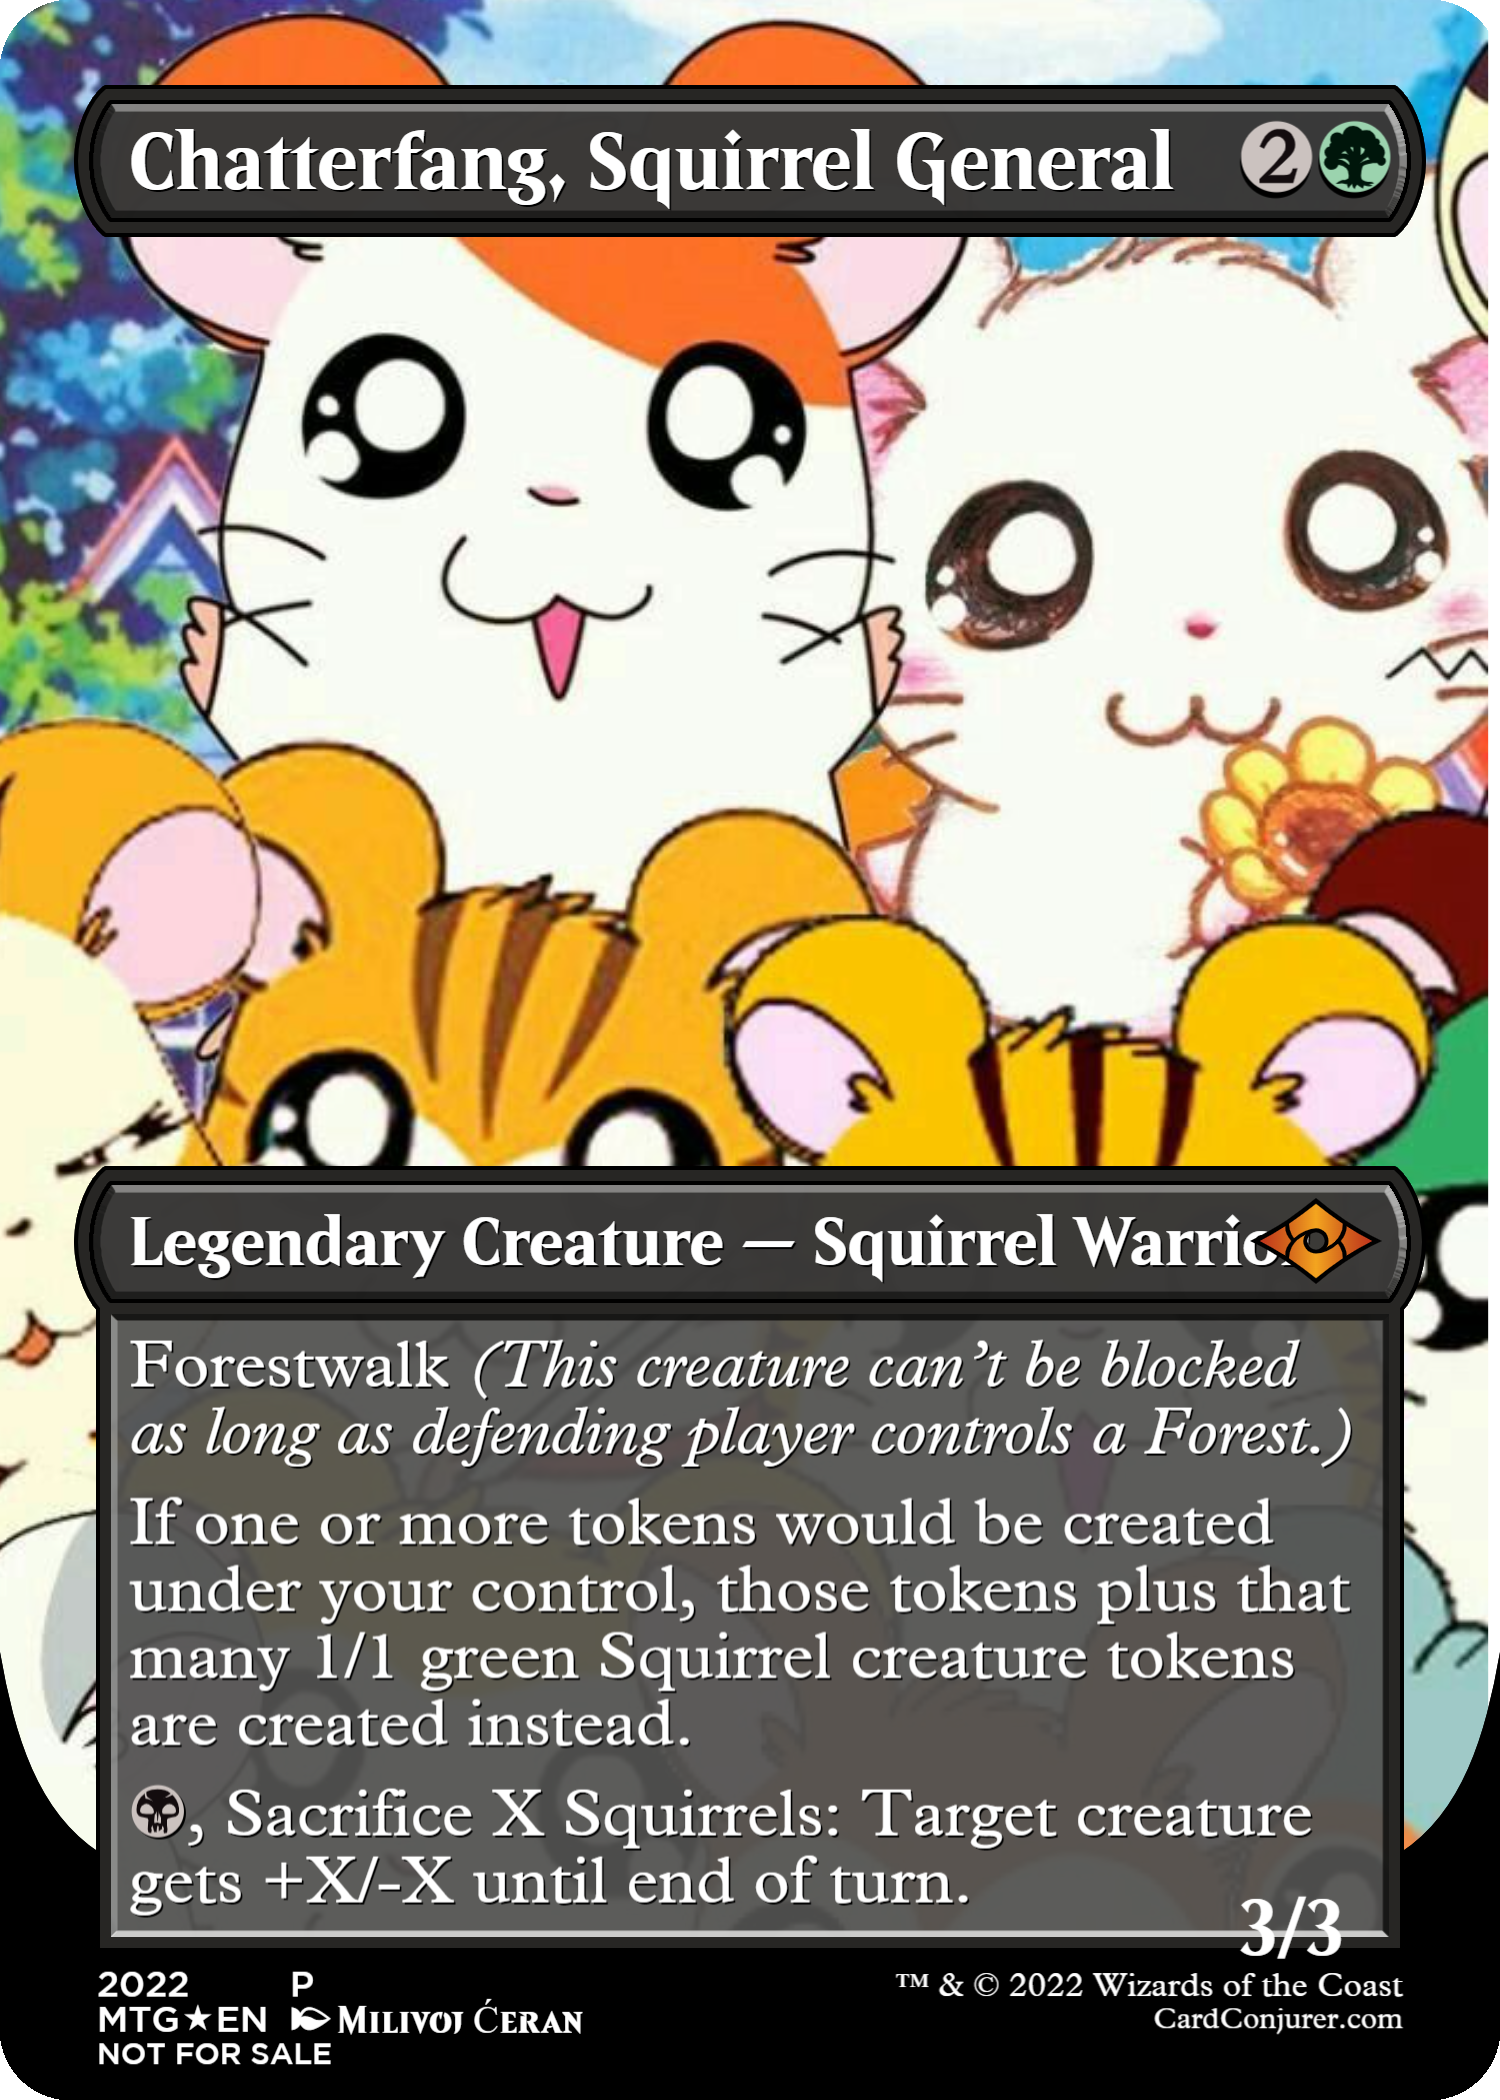 Chatterfang, Squirrel General 2
Legendary Creature — Squirrel Warrior
Forestwalk (This creature can't be blocked
as long as defending player controls a Forest.)
If one or more tokens would be created
under your control, those tokens plus that
many 1/1 green Squirrel creature tokens
are created instead.
, Sacrifice X Squirrels: Target creature
gets +X/-X until end of turn.
3/3
2022 P
MTG★EN MILIVOJ ĆERAN
NOT FOR SALE
™ & © 2022 Wizards of the Coast
CardConjurer.com